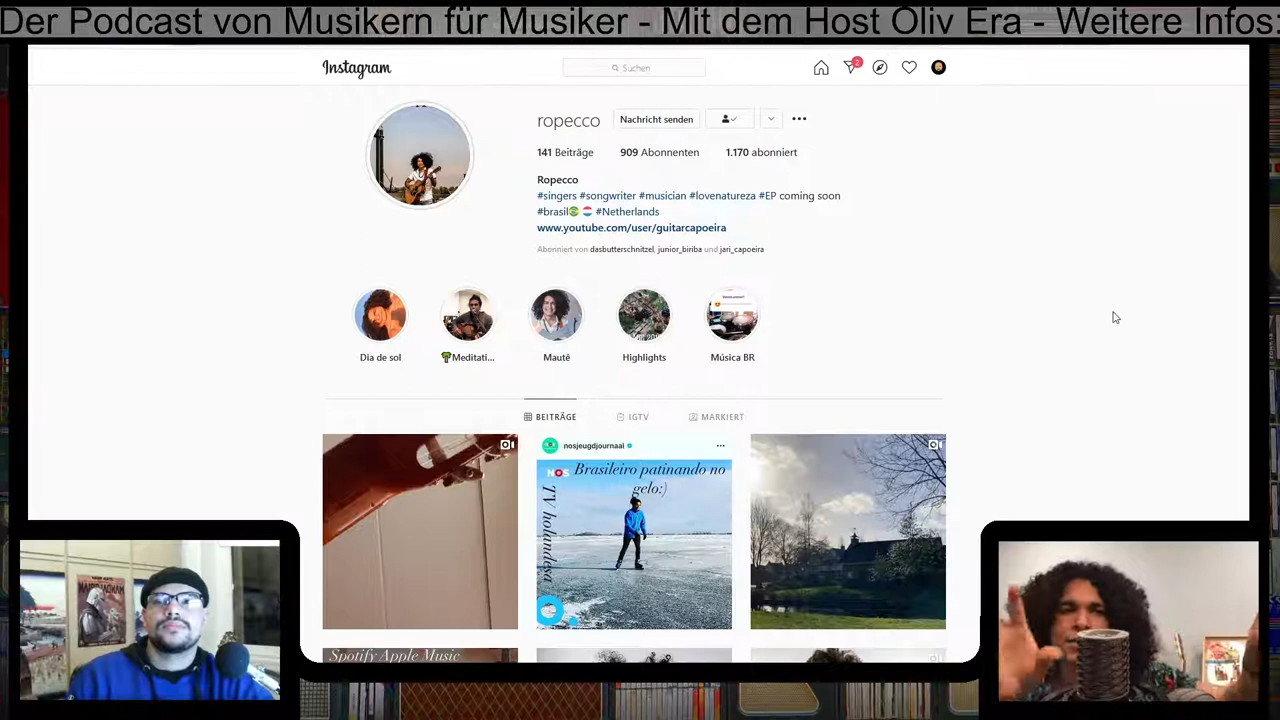 Der Podcast von Musikern für Musiker - Mit dem Host Oliv Era - Weitere Infos:
Instagram
Suchen
2
ropecco
Nachricht senden
141 Beiträge 909 Abonnenten 1.170 abonniert
Ropecco
#singers #songwriter #musician #lovenatureza #EP coming soon
#brasil🇧🇷 🇳🇱 #Netherlands
www.youtube.com/user/guitarcapoeira
Abonniert von dasbutterschnitzel, junior_biriba und jari_capoeira
Dia de sol
🌳Meditati...
Mautê
Highlights
Música BR
BEITRÄGE
IGTV
MARKIERT
nosjeugdjournaal
NOS
Brasileiro patinando no
gelo:)
TV holandesa
Spotify Apple Music